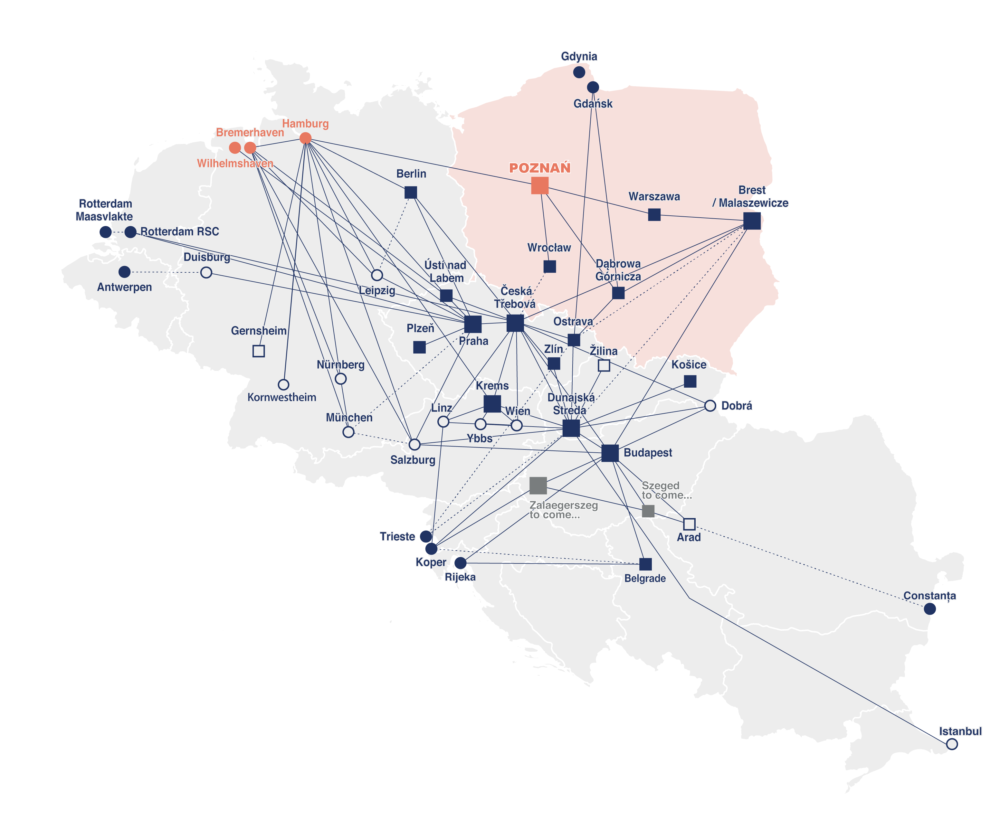 Gdynia
Gdańsk
Hamburg
Bremerhaven
Wilhelmshaven
POZNAŃ
Berlin
Warszawa
Brest
/ Malaszewicze
Rotterdam
Maasvlakte
Rotterdam RSC
Wrocław
Duisburg
Ústí nad
Labem
Dąbrowa
Górnicza
Antwerpen
Leipzig
Česká
Třebová
Ostrava
Gernsheim
Plzeň
Praha
Zlín
Žilina
Nürnberg
Košice
Kornwestheim
Krems
Dunajská
Streda
Linz
Wien
Dobrá
München
Ybbs
Salzburg
Budapest
Szeged
to come...
Zalaegerszeg
to come...
Trieste
Arad
Koper
Rijeka
Belgrade
Constanța
Istanbul